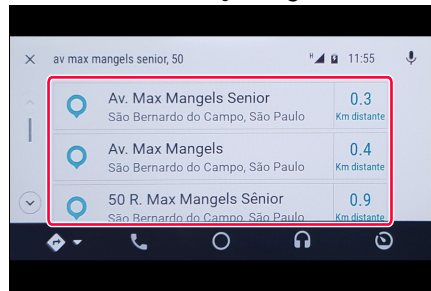 av max mangels senior, 50
H
11:55
Av. Max Mangels Senior
São Bernardo do Campo, São Paulo
0.3
Km distante
Av. Max Mangels
São Bernardo do Campo, São Paulo
0.4
Km distante
50 R. Max Mangels Sênior
São Bernardo do Campo, São Paulo
0.9
Km distante